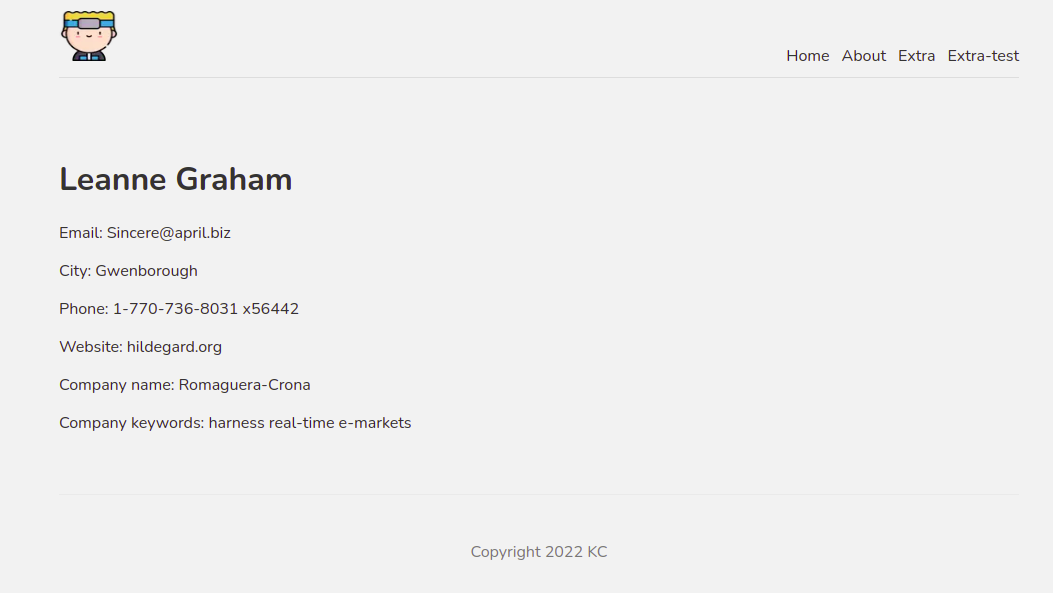 Home About Extra Extra-test
Leanne Graham
Email: Sincere@april.biz
City: Gwenborough
Phone: 1-770-736-8031 x56442
Website: hildegard.org
Company name: Romaguera-Crona
Company keywords: harness real-time e-markets
Copyright 2022 KC